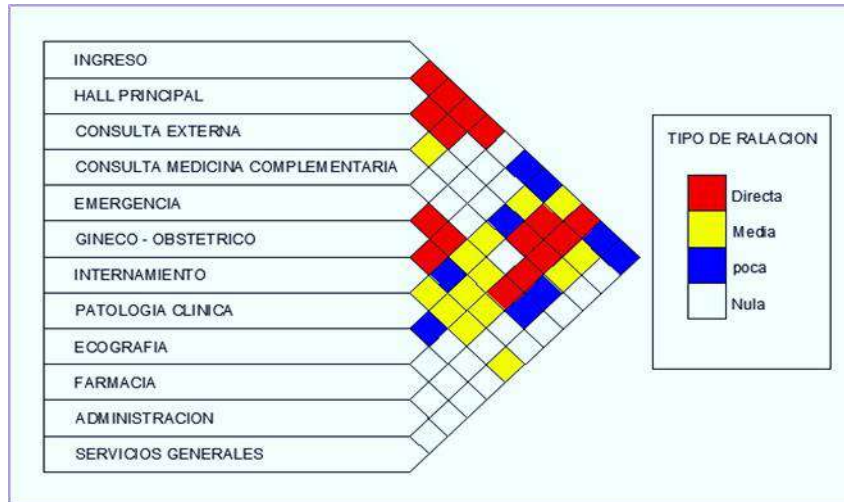 INGRESO
HALL PRINCIPAL
CONSULTA EXTERNA
CONSULTA MEDICINA COMPLEMENTARIA
EMERGENCIA
GINECO - OBSTETRICO
INTERNAMIENTO
PATOLOGIA CLINICA
ECOGRAFIA
FARMACIA
ADMINISTRACION
SERVICIOS GENERALES
TIPO DE RALACION
Directa
Media
poca
Nula